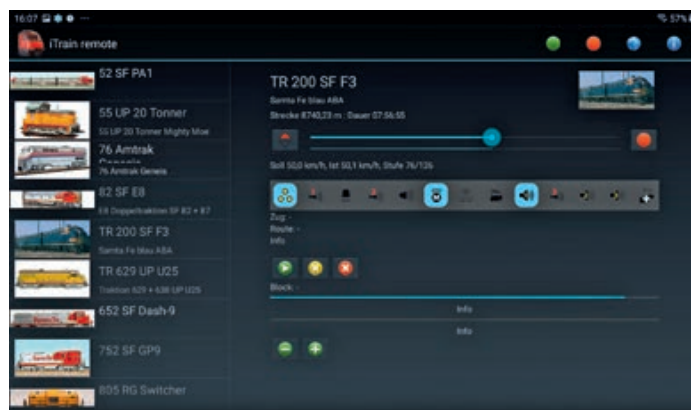 16:07
57%
iTrain remote
52 SF PA1
55 UP 20 Tonner
55 UP 20 Tonner Mighty Moe
76 Amtrak
76 Amtrak Geneis
82 SF E8
E8 Doppeltraktion SF 82 + 87
TR 200 SF F3
Samta Fe blau ABA
TR 629 UP U25
Traktion 629 + 638 UP U25
652 SF Dash-9
752 SF GP9
805 RG Switcher
TR 200 SF F3
Samta Fe blau ABA
Strecke 8740,23 m : Dauer 07:56:55
Soll 50,0 km/h, Ist 50,1 km/h, Stufe 76/126
Zug: -
Route: -
Info
Block: -
Info
Info